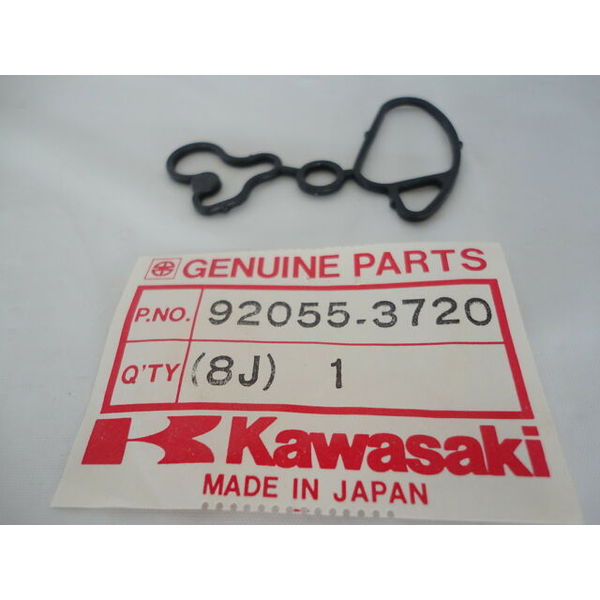 GENUINE PARTS
P.NO. 92055-3720
Q'TY (8J) 1
Kawasaki
MADE IN JAPAN